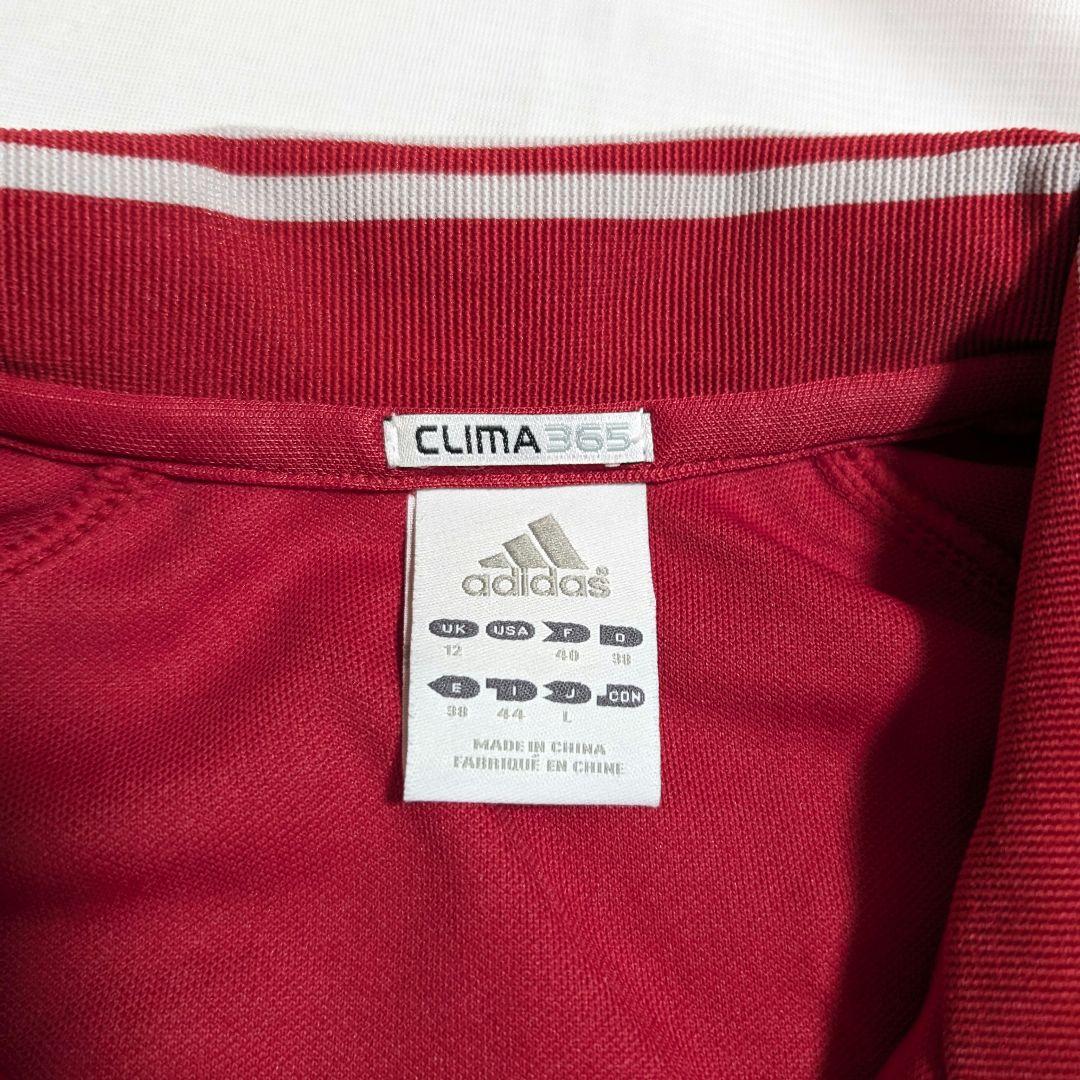 CLIMA365
adidas®
UK USA F D
12 40 38
E I J CDN
38 44 L
MADE IN CHINA
FABRIQUÉ EN CHINE